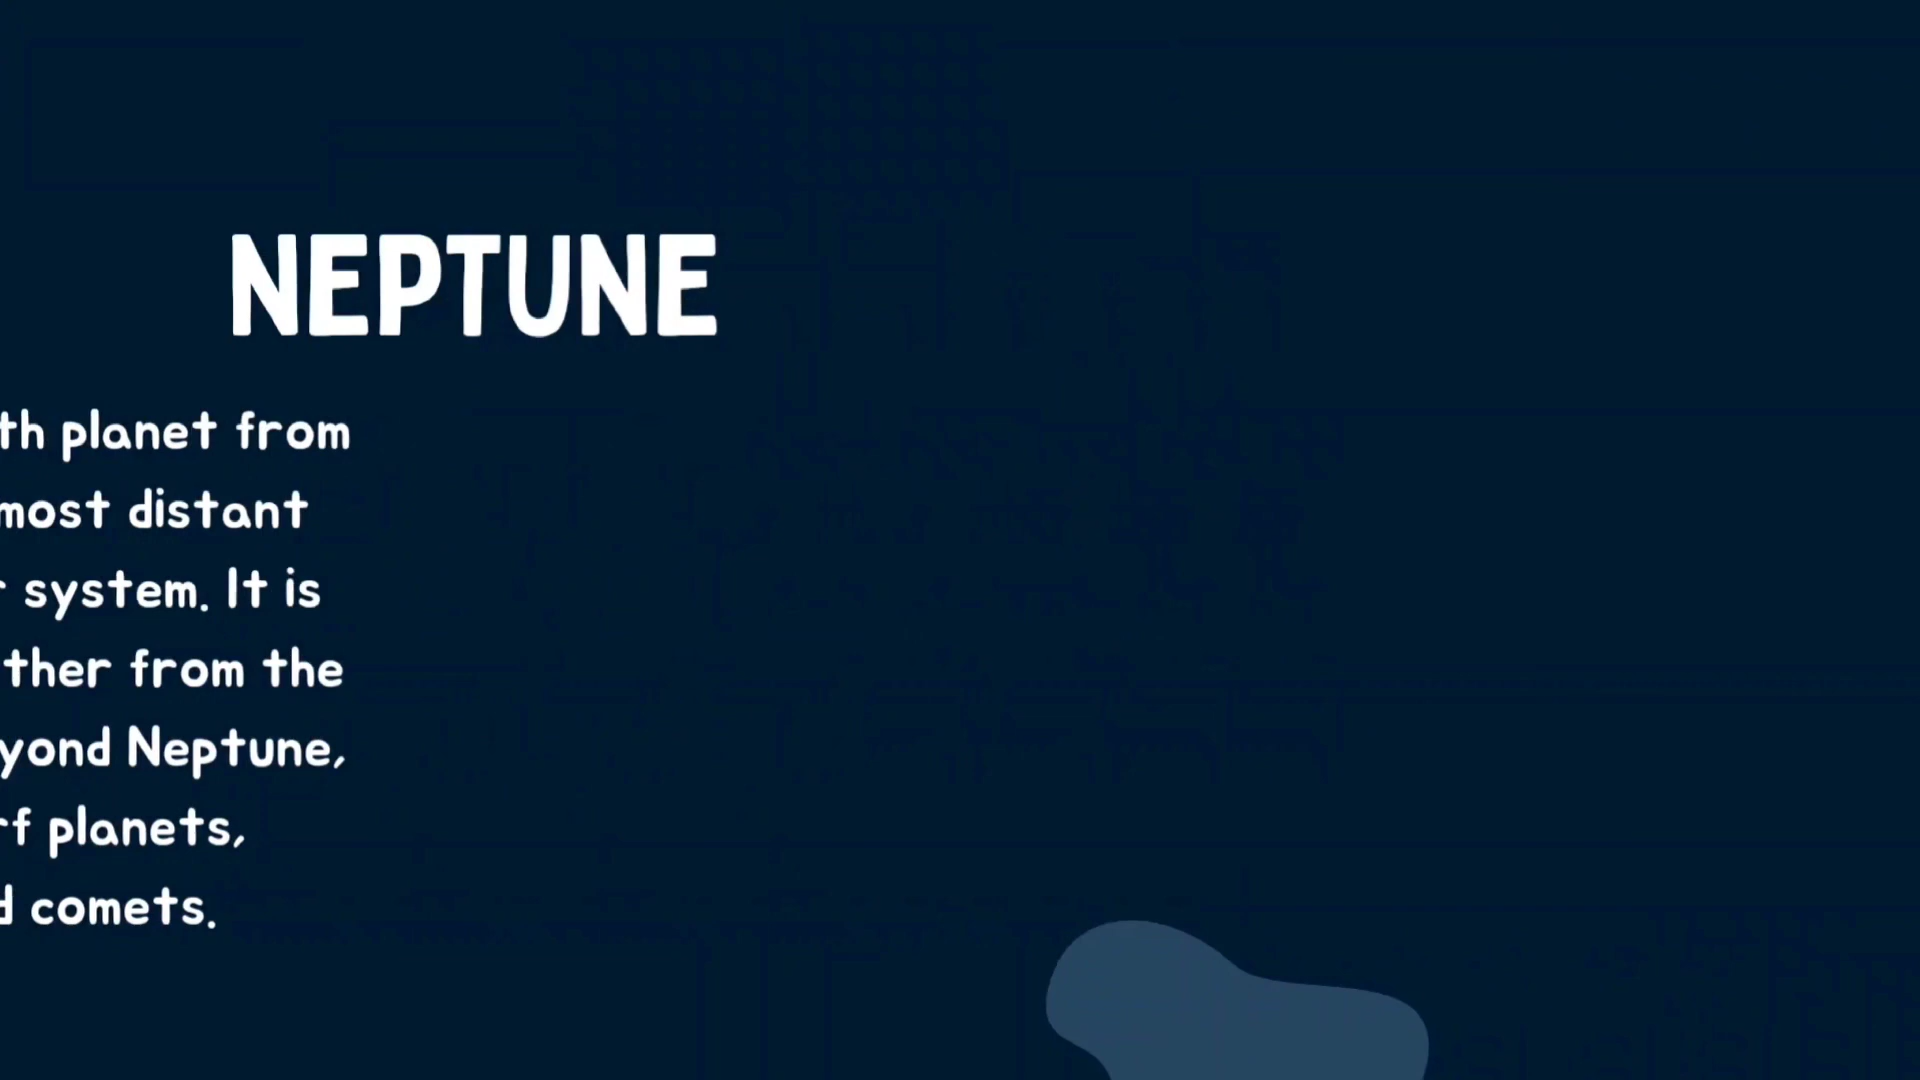 NEPTUNE
th planet from
most distant
system. It is
ther from the
yond Neptune,
f planets,
comets.